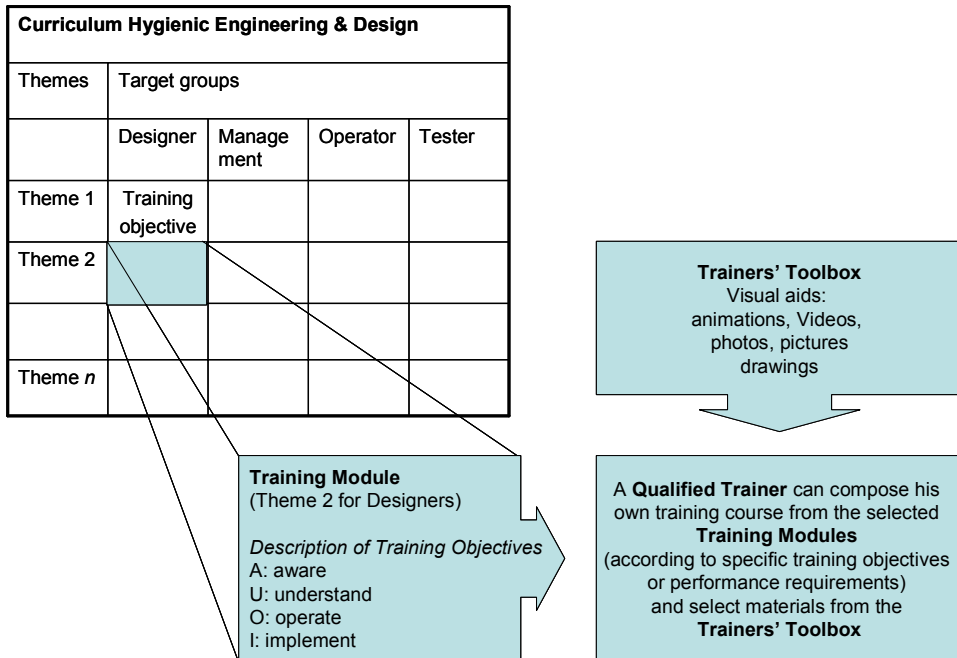 Curriculum Hygienic Engineering & Design
Themes
Target groups
Designer
Manage
ment
Operator
Tester
Theme 1
Training
objective
Theme 2
Theme n
Trainers’ Toolbox
Visual aids:
animations, Videos,
photos, pictures
drawings
Training Module
(Theme 2 for Designers)
Description of Training Objectives
A: aware
U: understand
O: operate
I: implement
A Qualified Trainer can compose his
own training course from the selected
Training Modules
(according to specific training objectives
or performance requirements)
and select materials from the
Trainers’ Toolbox